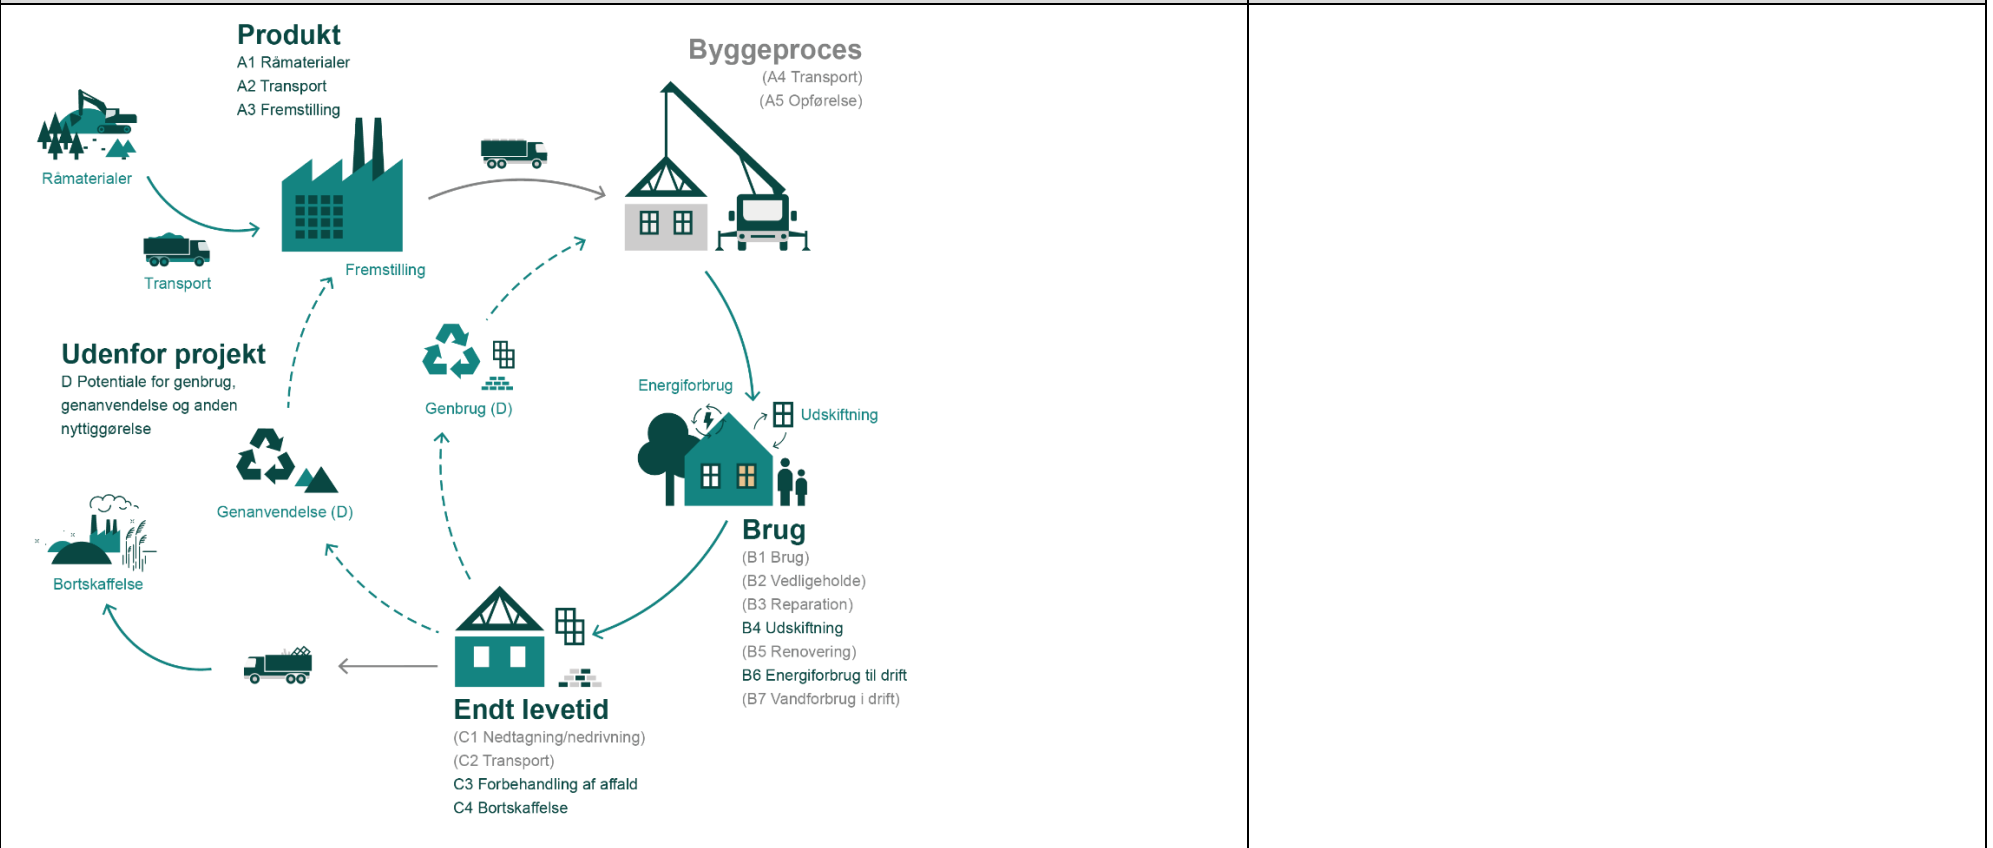 Produkt
A1 Råmaterialer
A2 Transport
A3 Fremstilling
Byggeproces
(A4 Transport)
(A5 Opførelse)
Råmaterialer
Transport
Fremstilling
Udenfor projekt
D Potentiale for genbrug,
genanvendelse og anden
nyttiggørelse
Genbrug (D)
Energiforbrug
Udskiftning
Genanvendelse (D)
Bortskaffelse
Brug
(B1 Brug)
(B2 Vedligeholde)
(B3 Reparation)
B4 Udskiftning
(B5 Renovering)
B6 Energiforbrug til drift
(B7 Vandforbrug i drift)
Endt levetid
(C1 Nedtagning/nedrivning)
(C2 Transport)
C3 Forbehandling af affald
C4 Bortskaffelse